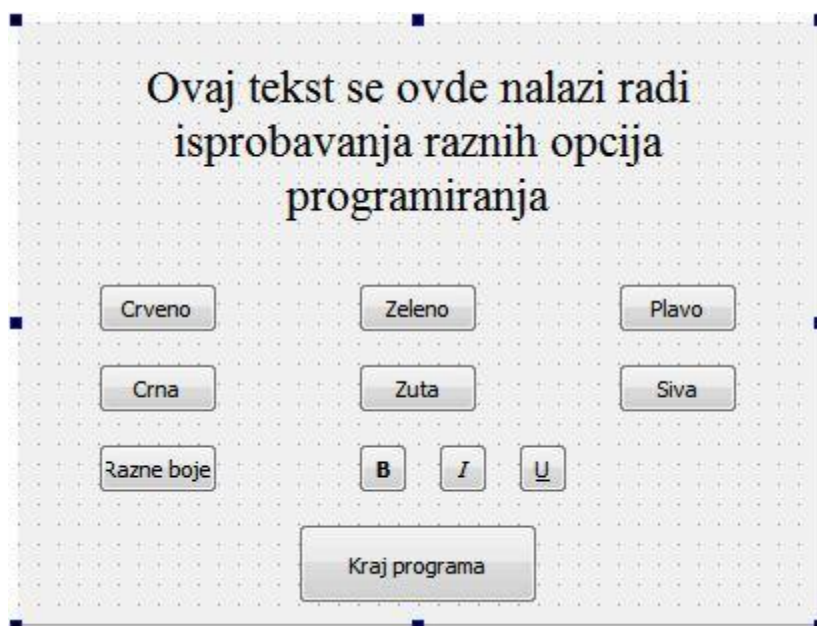 Ovaj tekst se ovde nalazi radi
isprobavanja raznih opcija
programiranja
Crveno Zeleno Plavo
Crna Zuta Siva
Razne boje B I U
Kraj programa